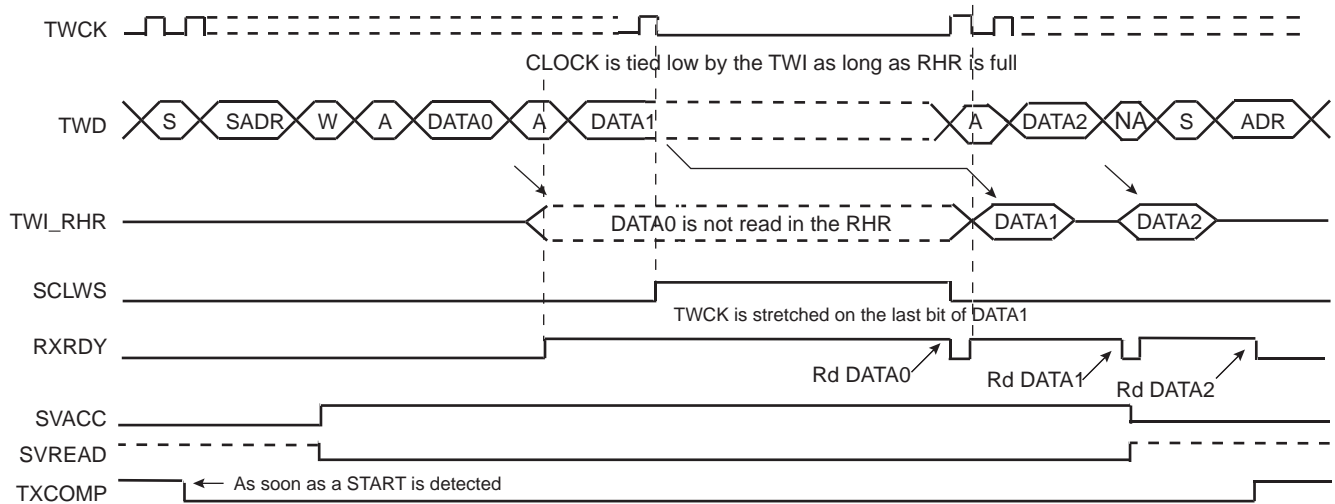 TWCK
CLOCK is tied low by the TWI as long as RHR is full
TWD S SADR W A DATA0 A DATA1 A DATA2 NA S ADR
TWI_RHR DATA0 is not read in the RHR DATA1 DATA2
SCLWS
TWCK is stretched on the last bit of DATA1
RXRDY
Rd DATA0 Rd DATA1 Rd DATA2
SVACC
SVREAD
TXCOMP As soon as a START is detected